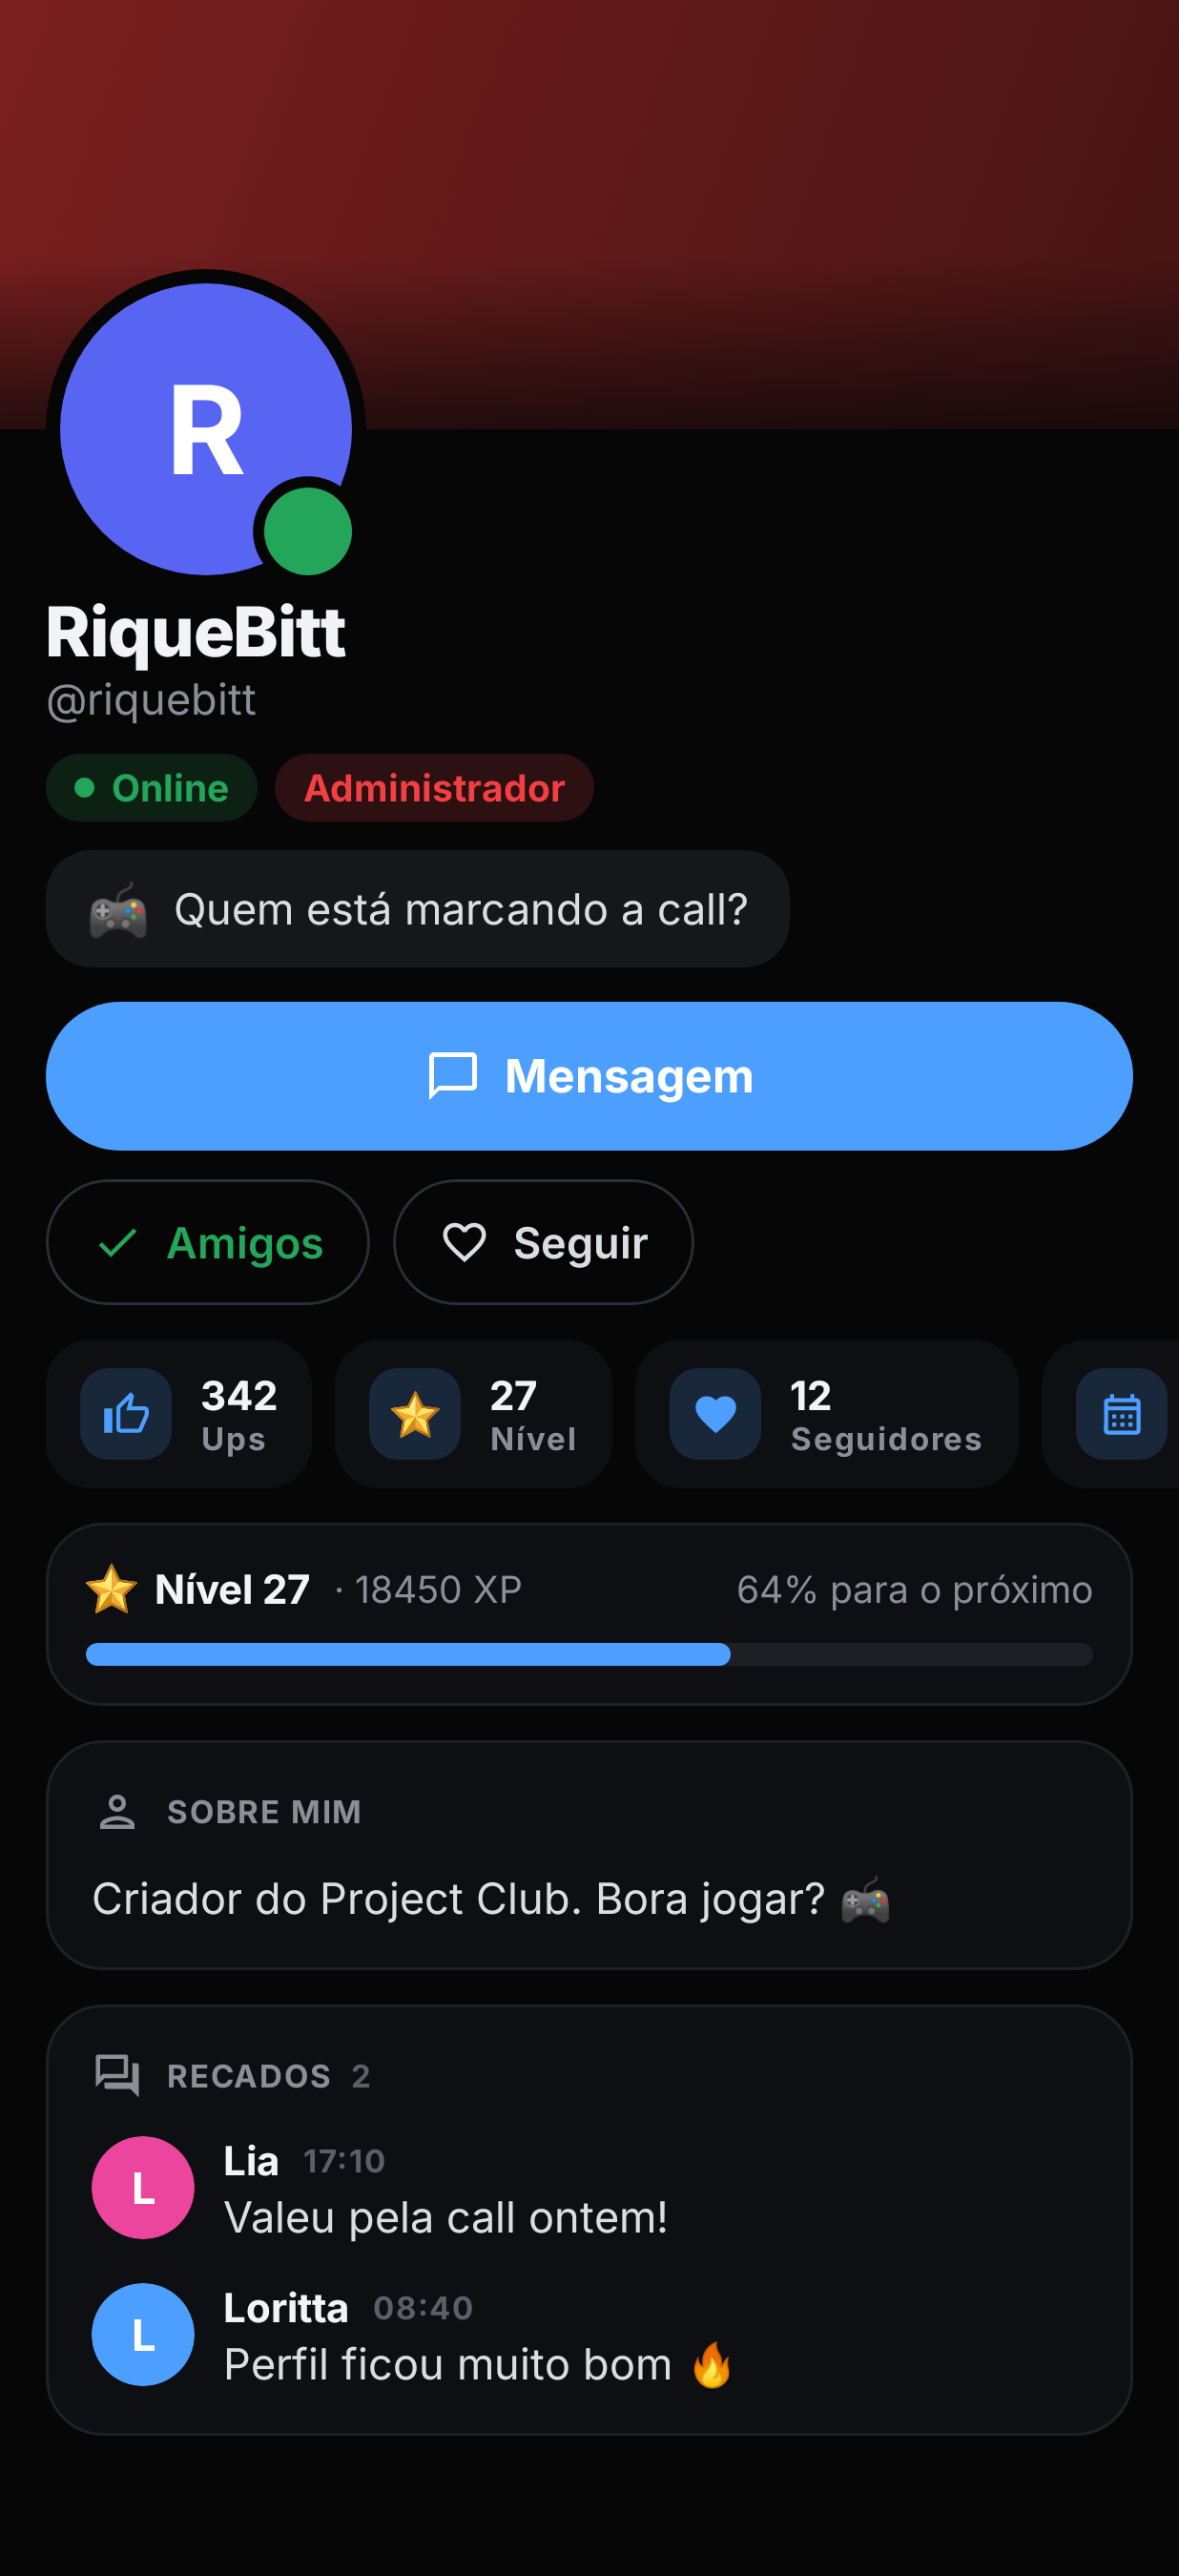 R
RiqueBitt
@riquebitt
Online
Administrador
🎮 Quem está marcando a call?
Mensagem
Amigos
Seguir
342
Ups
27
Nível
12
Seguidores
Nível 27 · 18450 XP
64% para o próximo
SOBRE MIM
Criador do Project Club. Bora jogar? 🎮
RECADOS 2
L
Lia 17:10
Valeu pela call ontem!
L
Loritta 08:40
Perfil ficou muito bom 🔥